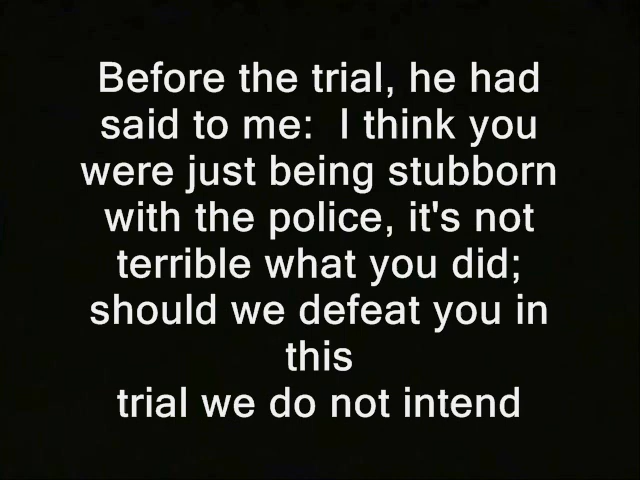 Before the trial, he had
said to me:  I think you
were just being stubborn
with the police, it's not
terrible what you did;
should we defeat you in
this
trial we do not intend